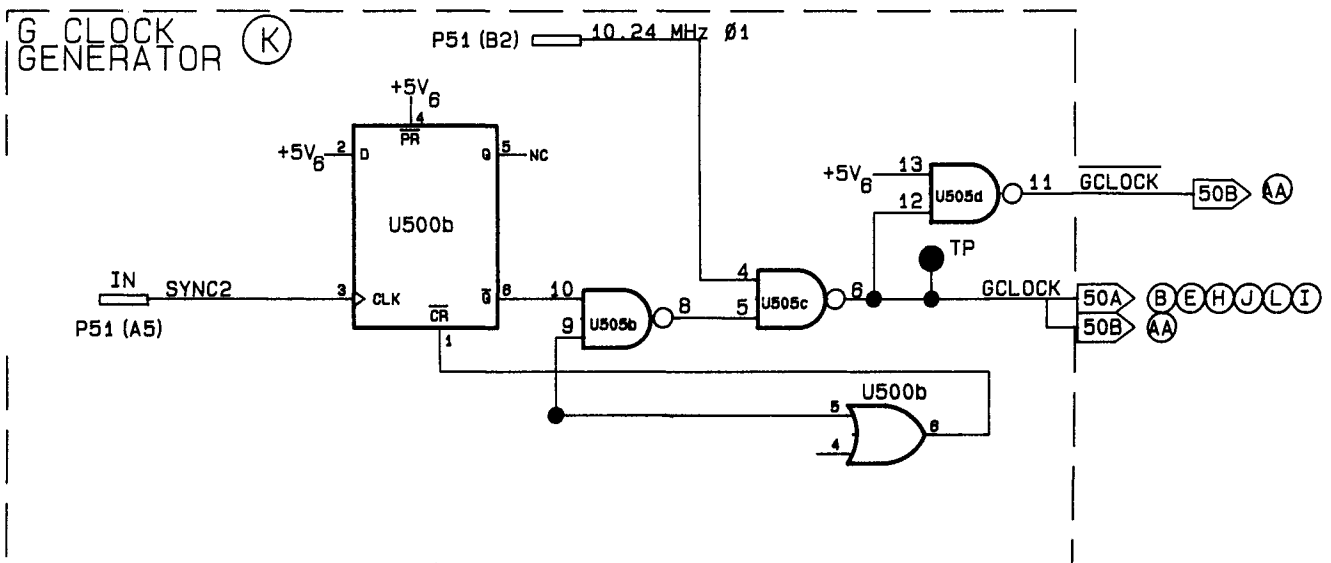 G CLOCK
GENERATOR
K
P51 (B2)
10.24 MHz Ø1
+5V6
4
PR
+5V6
2
D
Q
5
NC
U500b
IN
SYNC2
P51 (A5)
3
CLK
CR
1
Q
6
10
9
U505b
8
4
5
U505c
6
+5V6
13
12
U505d
11
GCLOCK
50B
AA
TP
GCLOCK
50A
B E H J L I
50B
AA
U500b
5
4
6